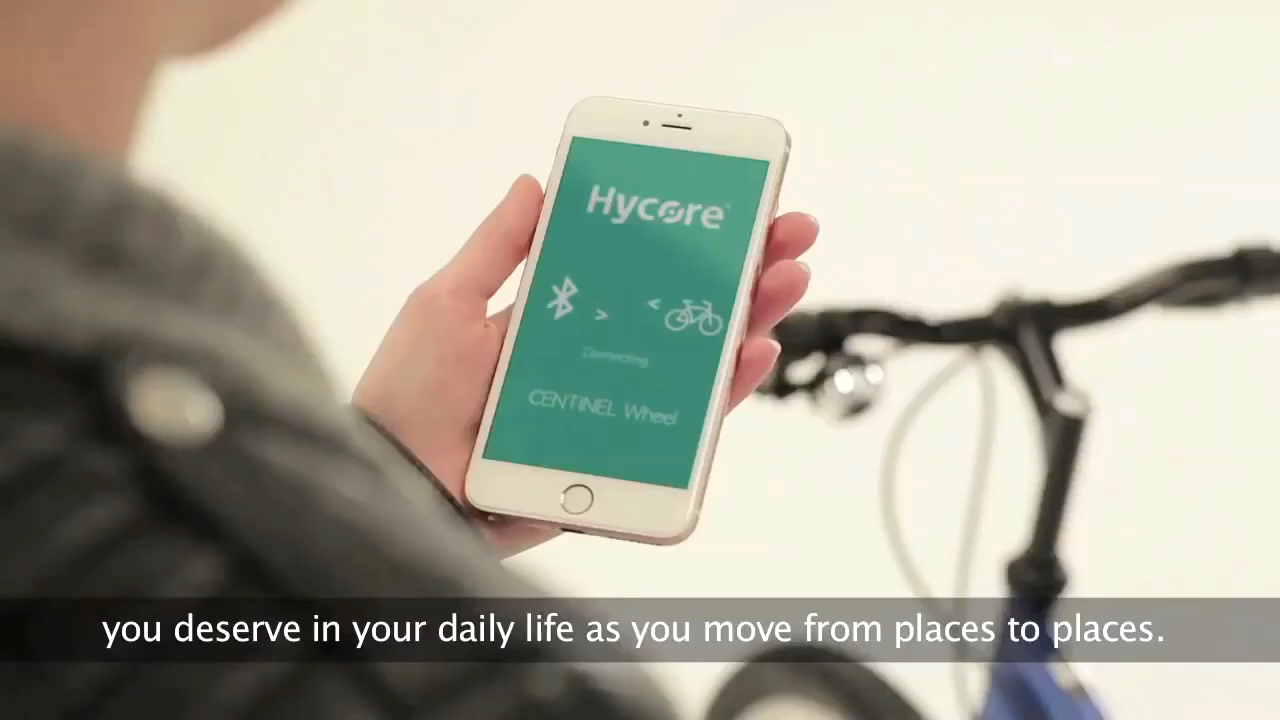 Hycore
Connecting
CENTINEL Wheel
you deserve in your daily life as you move from places to places.